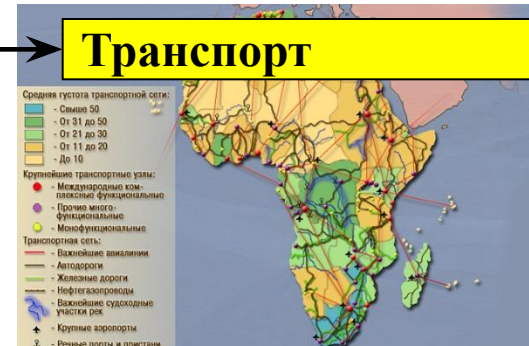 Транспорт
Средняя густота транспортной сети:
- Свыше 50
- От 31 до 50
- От 21 до 30
- От 11 до 20
- До 10
Крупнейшие транспортные узлы:
- Международные ком-
плексные функциональные
- Прочие много-
функциональные
- Монофункциональные
Транспортная сеть:
- Важнейшие авиалинии
- Автодороги
- Железные дороги
- Нефтегазопроводы
- Важнейшие судоходные
участки рек
- Крупные аэропорты
- Речные порты и пристани